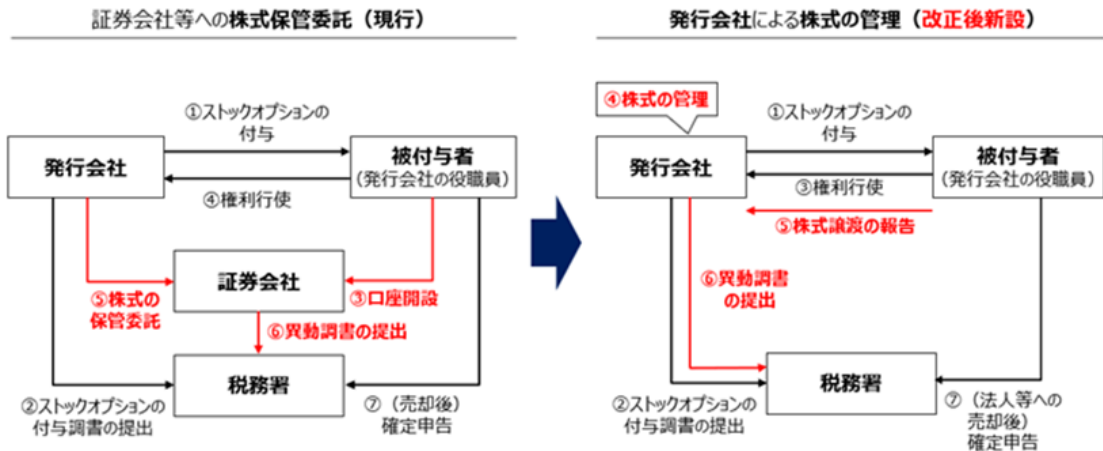 証券会社等への株式保管委託（現行）
①ストックオプションの
付与
発行会社
被付与者
（発行会社の役職員）
④権利行使
証券会社
⑤株式の
保管委託
③口座開設
⑥異動調書の提出
税務署
②ストックオプションの
付与調書の提出
⑦（売却後）
確定申告
発行会社による株式の管理（改正後新設）
④株式の管理
①ストックオプションの
付与
発行会社
被付与者
（発行会社の役職員）
③権利行使
⑤株式譲渡の報告
⑥異動調書
の提出
税務署
②ストックオプションの
付与調書の提出
⑦（法人等への
売却後）
確定申告